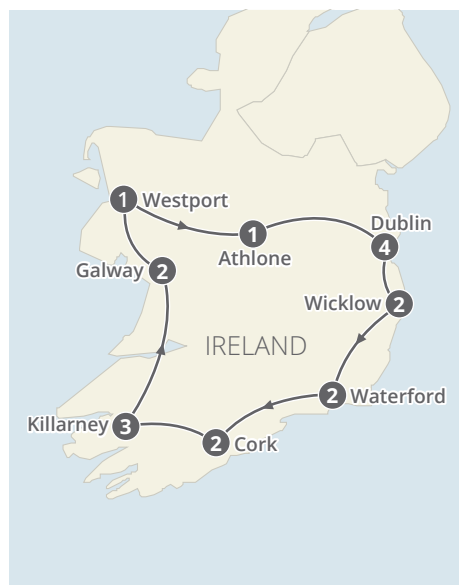 1 Westport
Dublin
1
4
Athlone
Galway 2
Wicklow 2
IRELAND
2 Waterford
Killarney 3
2 Cork